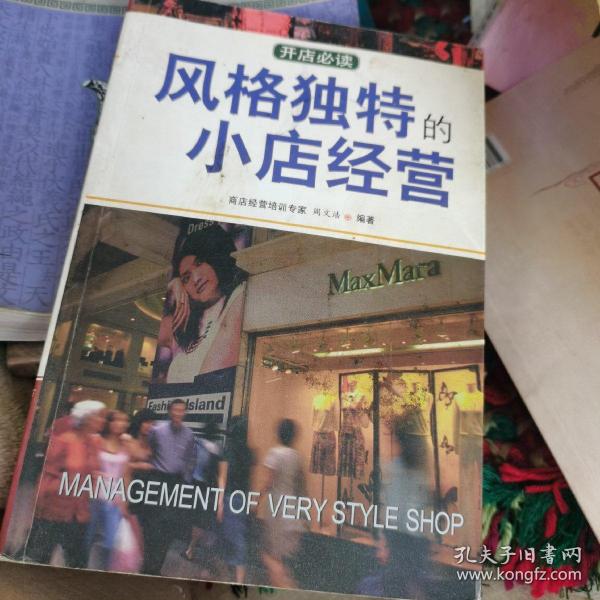 开店必读
风格独特的
小店经营
商店经营培训专家 周文洁 编著
Dress
MaxMara
Fashion Island
MANAGEMENT OF VERY STYLE SHOP
孔夫子旧书网
www.kongfz.com